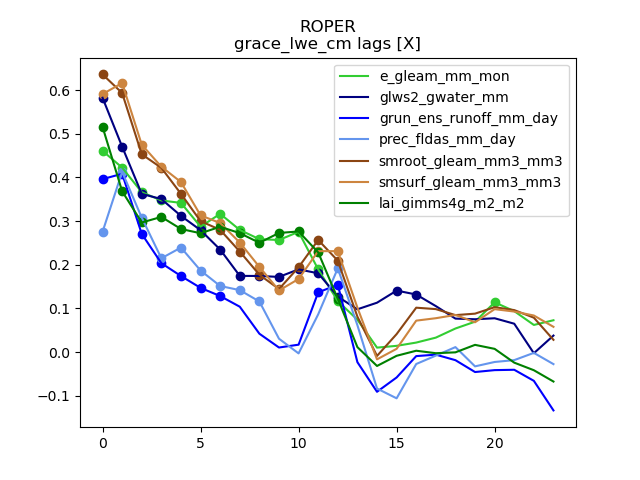 ROPER
grace_lwe_cm lags [X]
e_gleam_mm_mon
glws2_gwater_mm
grun_ens_runoff_mm_day
prec_fldas_mm_day
smroot_gleam_mm3_mm3
smsurf_gleam_mm3_mm3
lai_gimms4g_m2_m2
0.6
0.5
0.4
0.3
0.2
0.1
0.0
−0.1
0 5 10 15 20